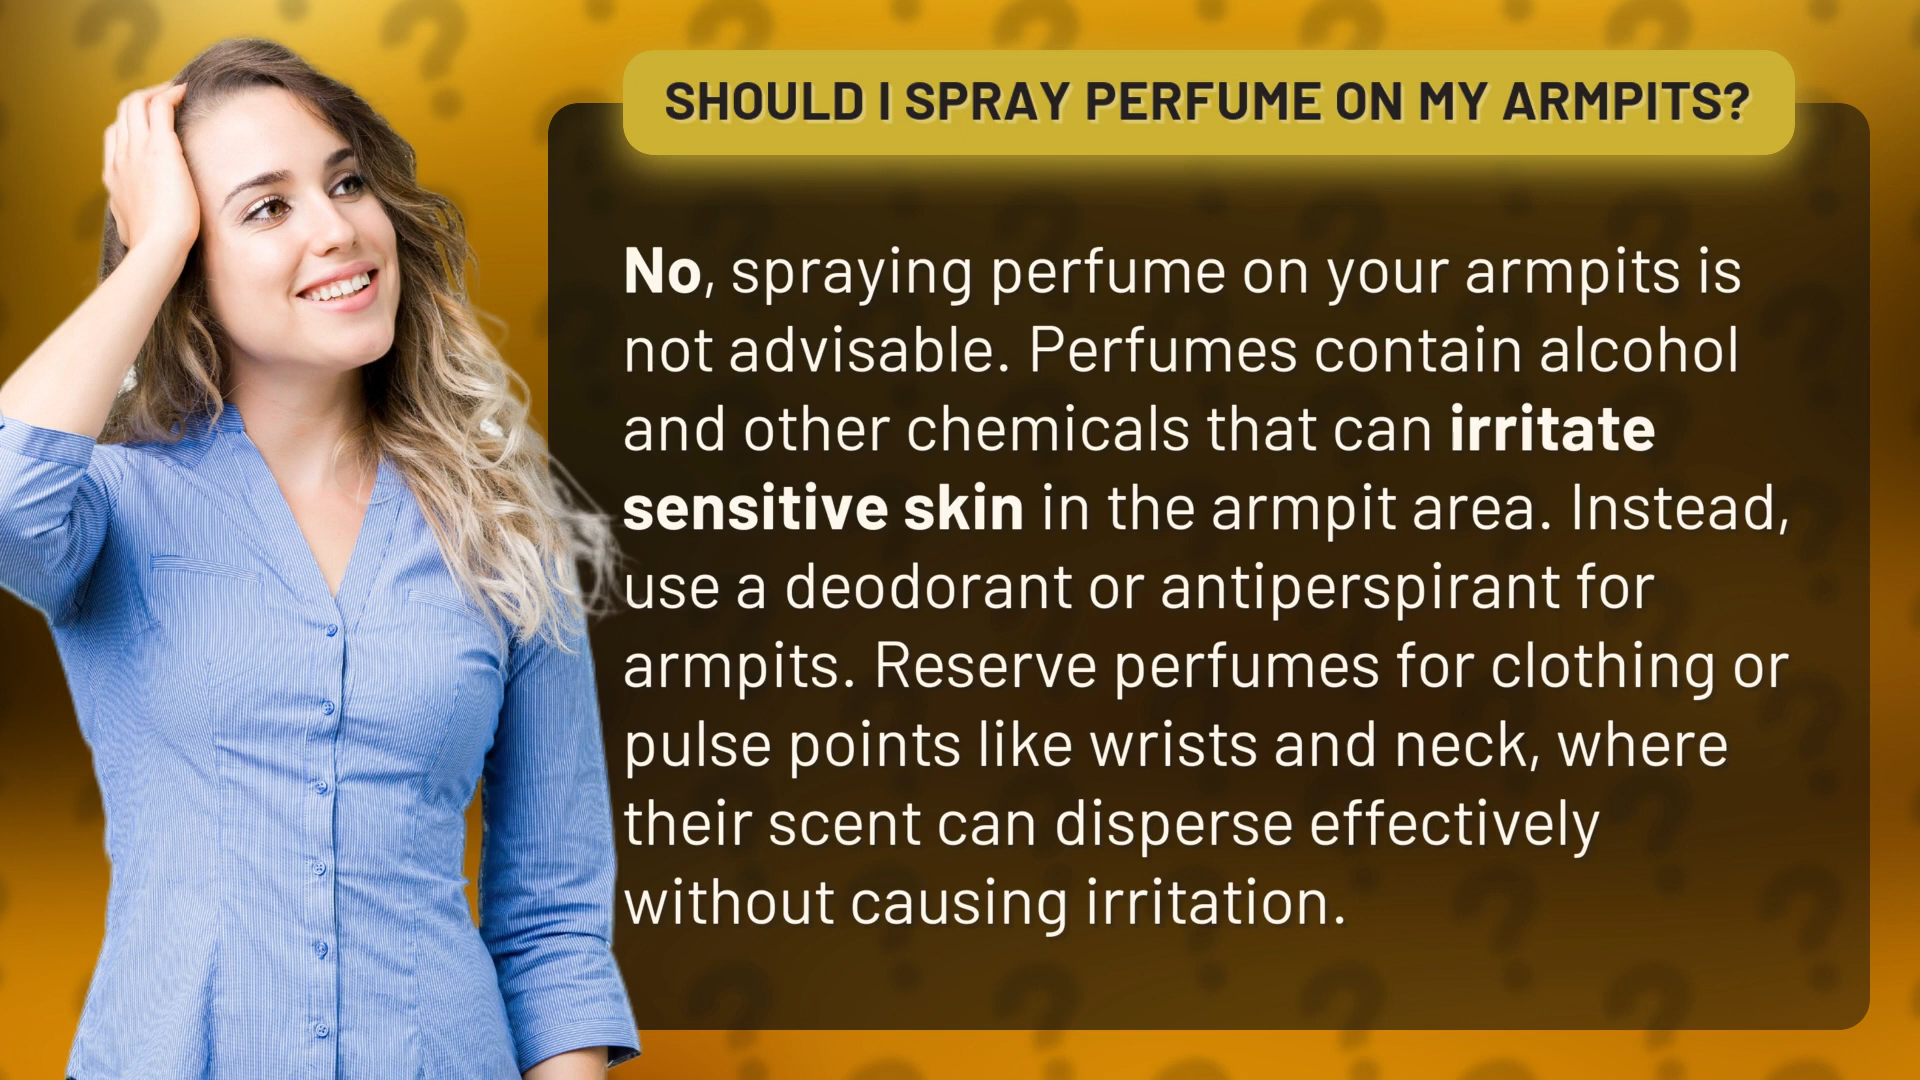 SHOULD I SPRAY PERFUME ON MY ARMPITS?
No, spraying perfume on your armpits is
not advisable. Perfumes contain alcohol
and other chemicals that can irritate
sensitive skin in the armpit area. Instead,
use a deodorant or antiperspirant for
armpits. Reserve perfumes for clothing or
pulse points like wrists and neck, where
their scent can disperse effectively
without causing irritation.